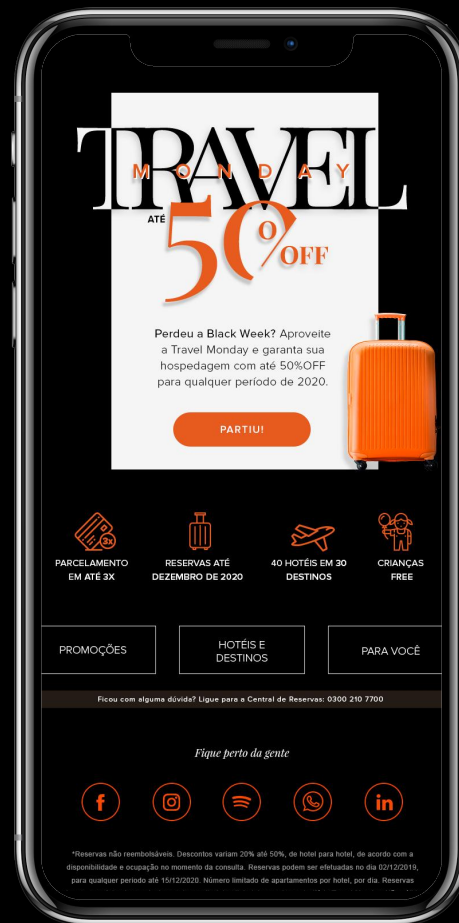 TRAVEL
MONDAY
ATÉ
50% OFF
Perdeu a Black Week? Aproveite
a Travel Monday e garanta sua
hospedagem com até 50%OFF
para qualquer período de 2020.
PARTIU!
3x
PARCELAMENTO
EM ATÉ 3X
RESERVAS ATÉ
DEZEMBRO DE 2020
40 HOTÉIS EM 30
DESTINOS
CRIANÇAS
FREE
PROMOÇÕES
HOTÉIS E
DESTINOS
PARA VOCÊ
Ficou com alguma dúvida? Ligue para a Central de Reservas: 0300 210 7700
Fique perto da gente
f
in
*Reservas não reembolsáveis. Descontos variam 20% até 50%, de hotel para hotel, de acordo com a
disponibilidade e ocupação no momento da consulta. Reservas podem ser efetuadas no dia 02/12/2019,
para qualquer período até 15/12/2020. Número limitado de apartamentos por hotel, por dia. Reservas